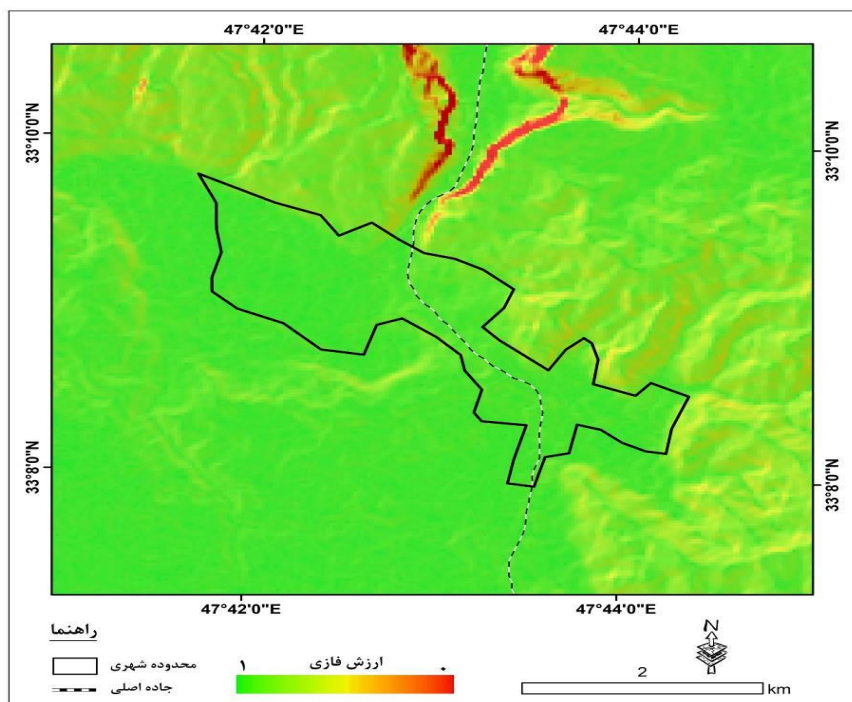 47°42'0"E 47°44'0"E
33°10'0"N 33°10'0"N
33°8'0"N 33°8'0"N
47°42'0"E 47°44'0"E
راهنما
محدوده شهری
جاده اصلی
ارزش فازی
۱ ۰
N
2
km